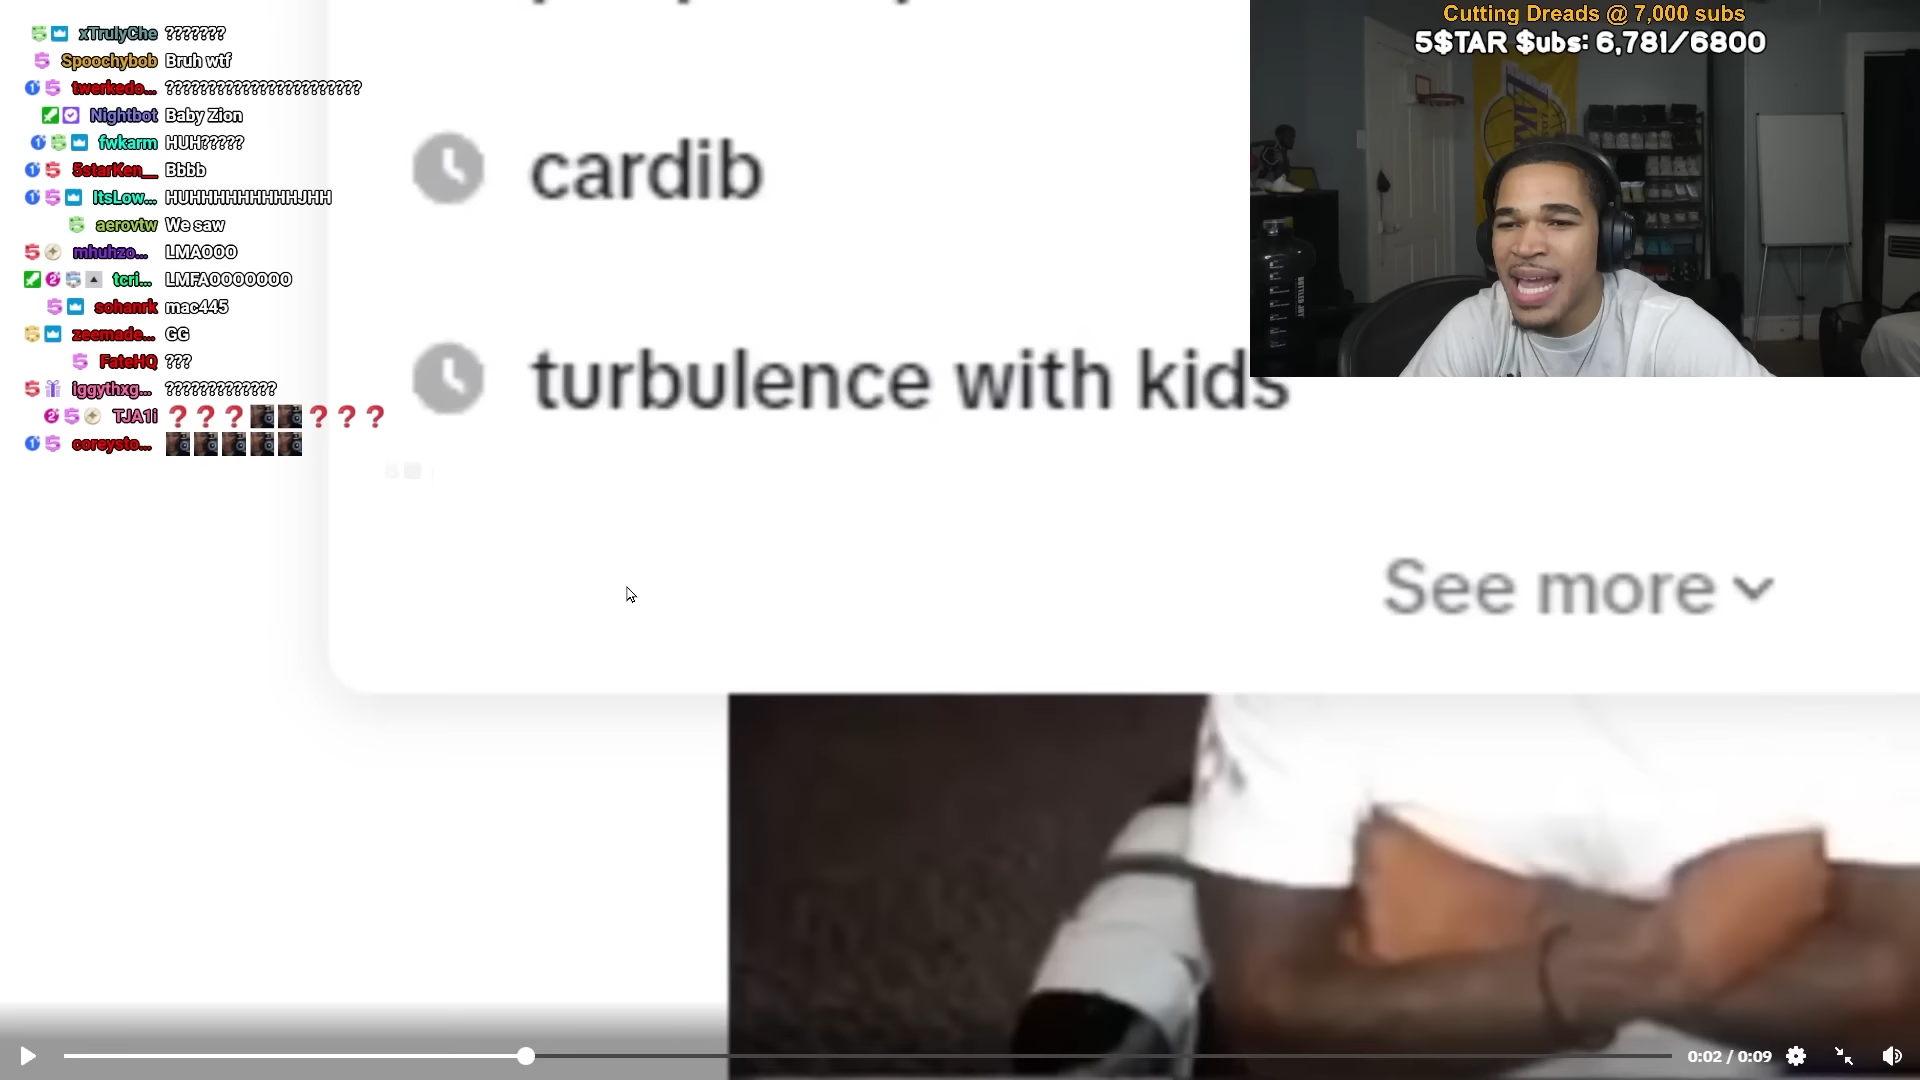 Cutting Dreads @ 7,000 subs
5$TAR $ubs: 6,781/6800
xTrulyChe ???????
Spoochybob Bruh wtf
twerkedo... ???????????????????????
Nightbot Baby Zion
fwkarm HUH?????
5starKen__ Bbbb
ItsLow... HUHHHHHHHHHJHH
aerovtw We saw
mhuhzo... LMAOOO
tcri... LMFAOOOOOOO
sohanrk mac445
zeemade... GG
FateHQ ???
iggythxg... ?????????????
TJA1i ??????
coreysto...
cardib
turbulence with kids
See more
0:02 / 0:09